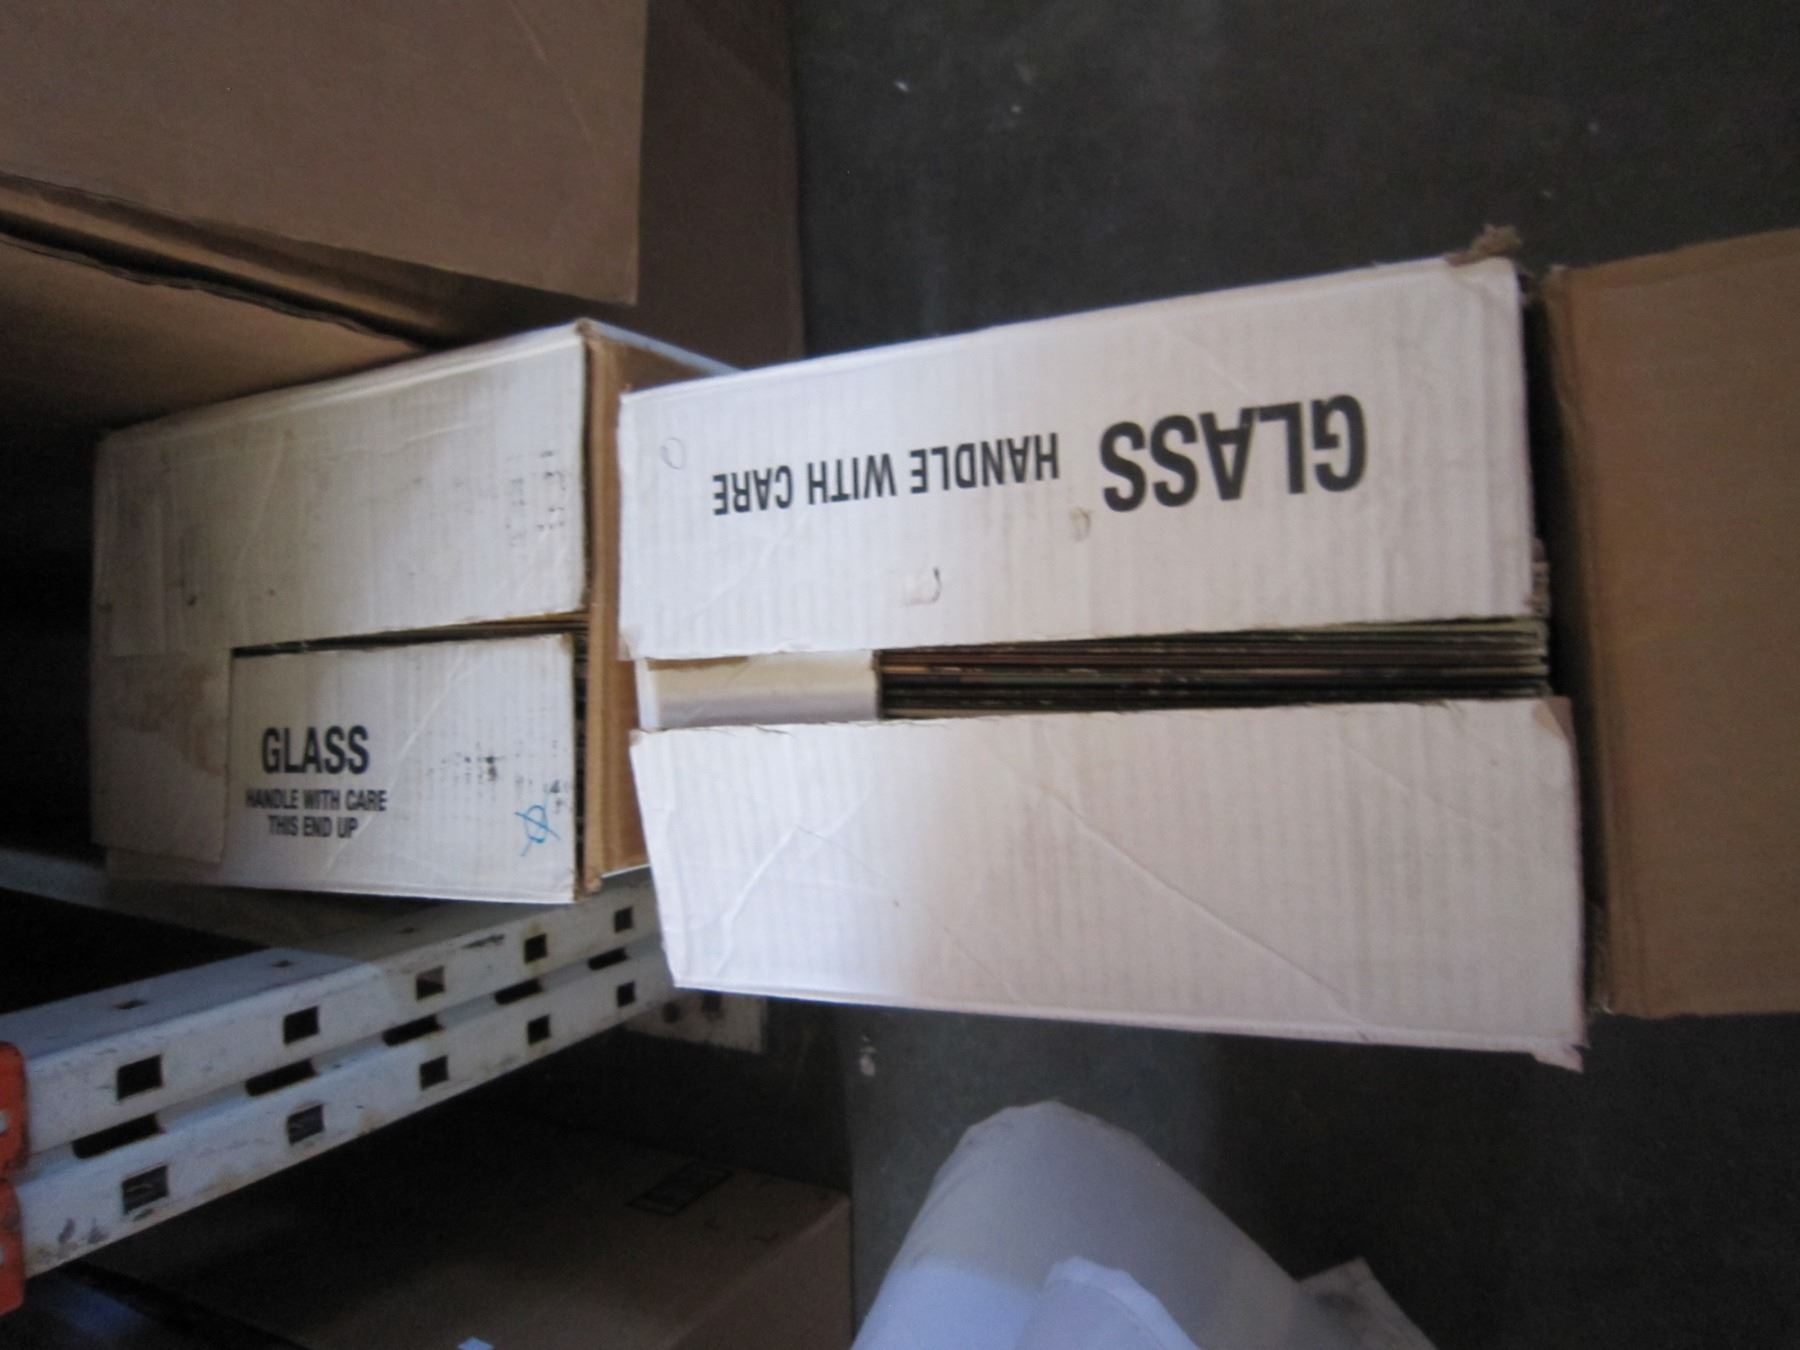 GLASS
HANDLE WITH CARE
THIS END UP
GLASS HANDLE WITH CARE